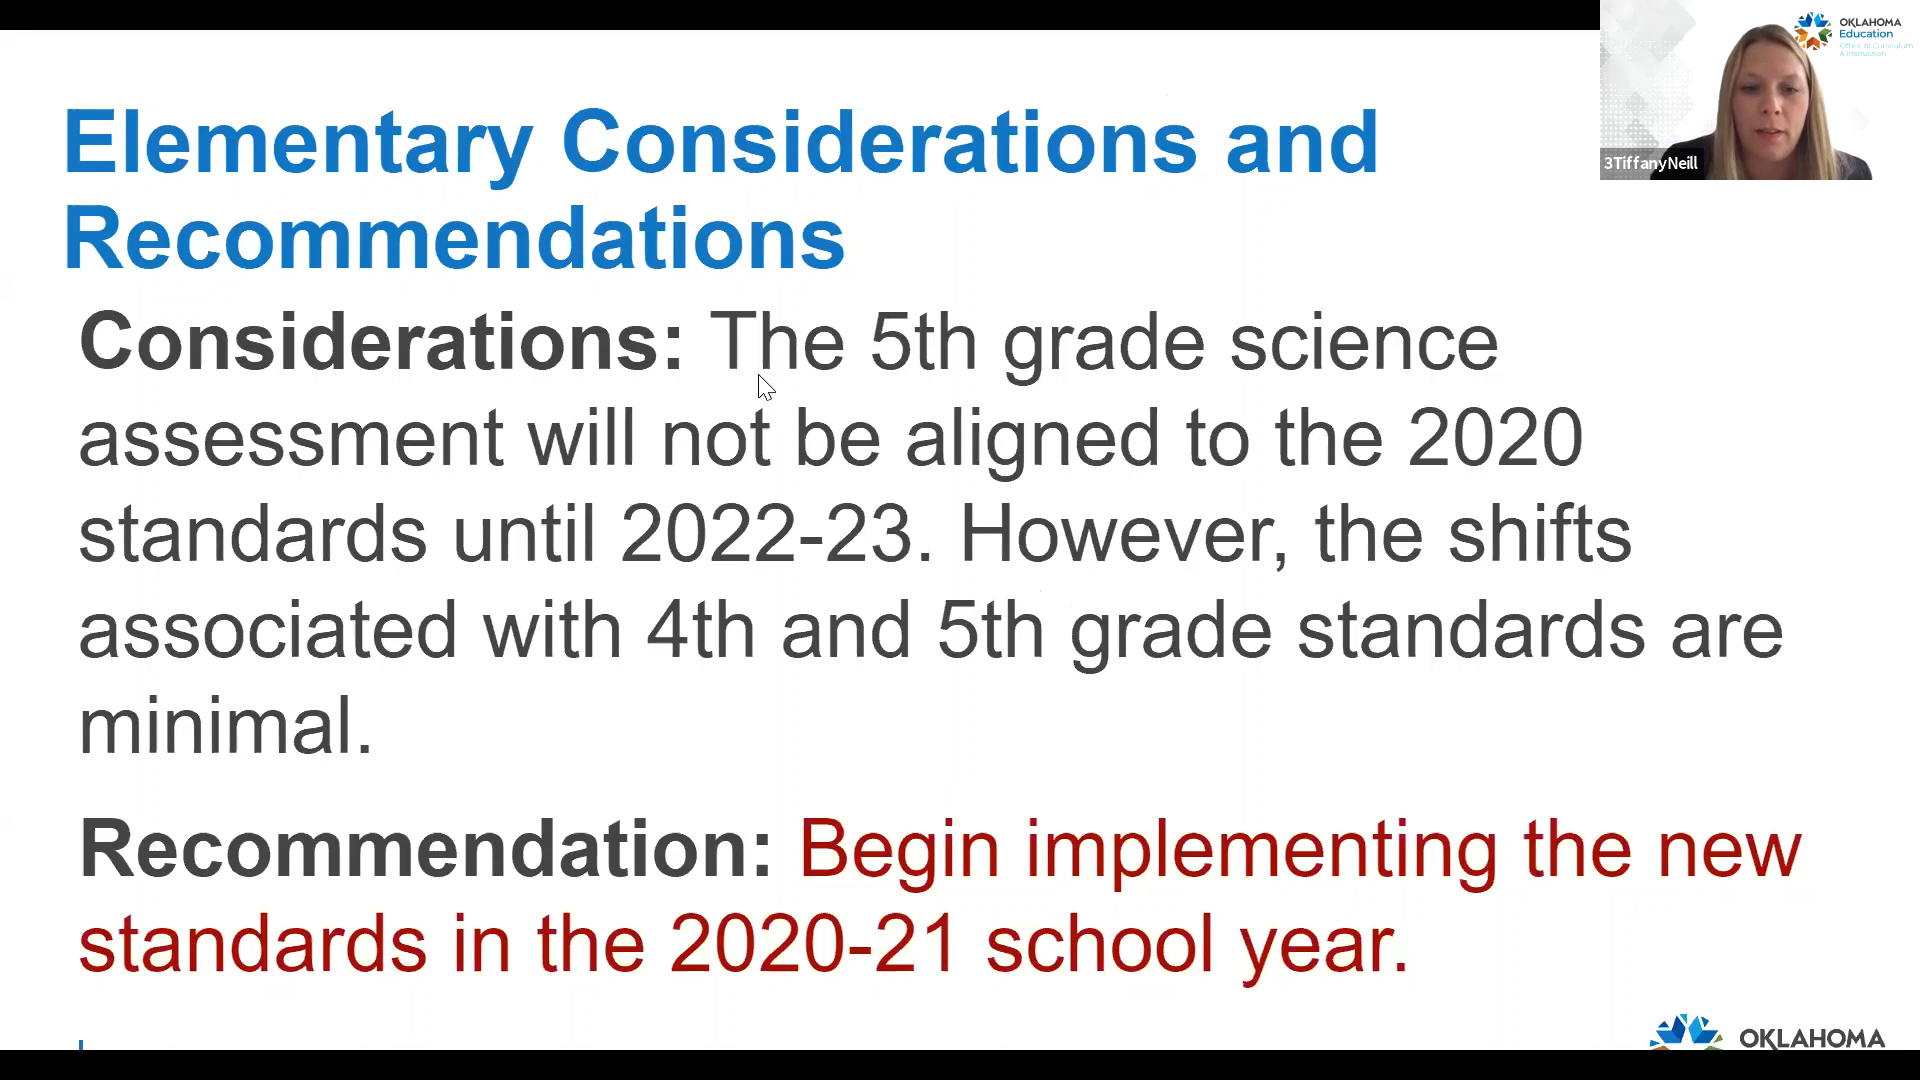 OKLAHOMA
Education
Office of Curriculum
& Instruction
3TiffanyNeill
Elementary Considerations and
Recommendations
Considerations: The 5th grade science
assessment will not be aligned to the 2020
standards until 2022-23. However, the shifts
associated with 4th and 5th grade standards are
minimal.
Recommendation: Begin implementing the new
standards in the 2020-21 school year.
OKLAHOMA